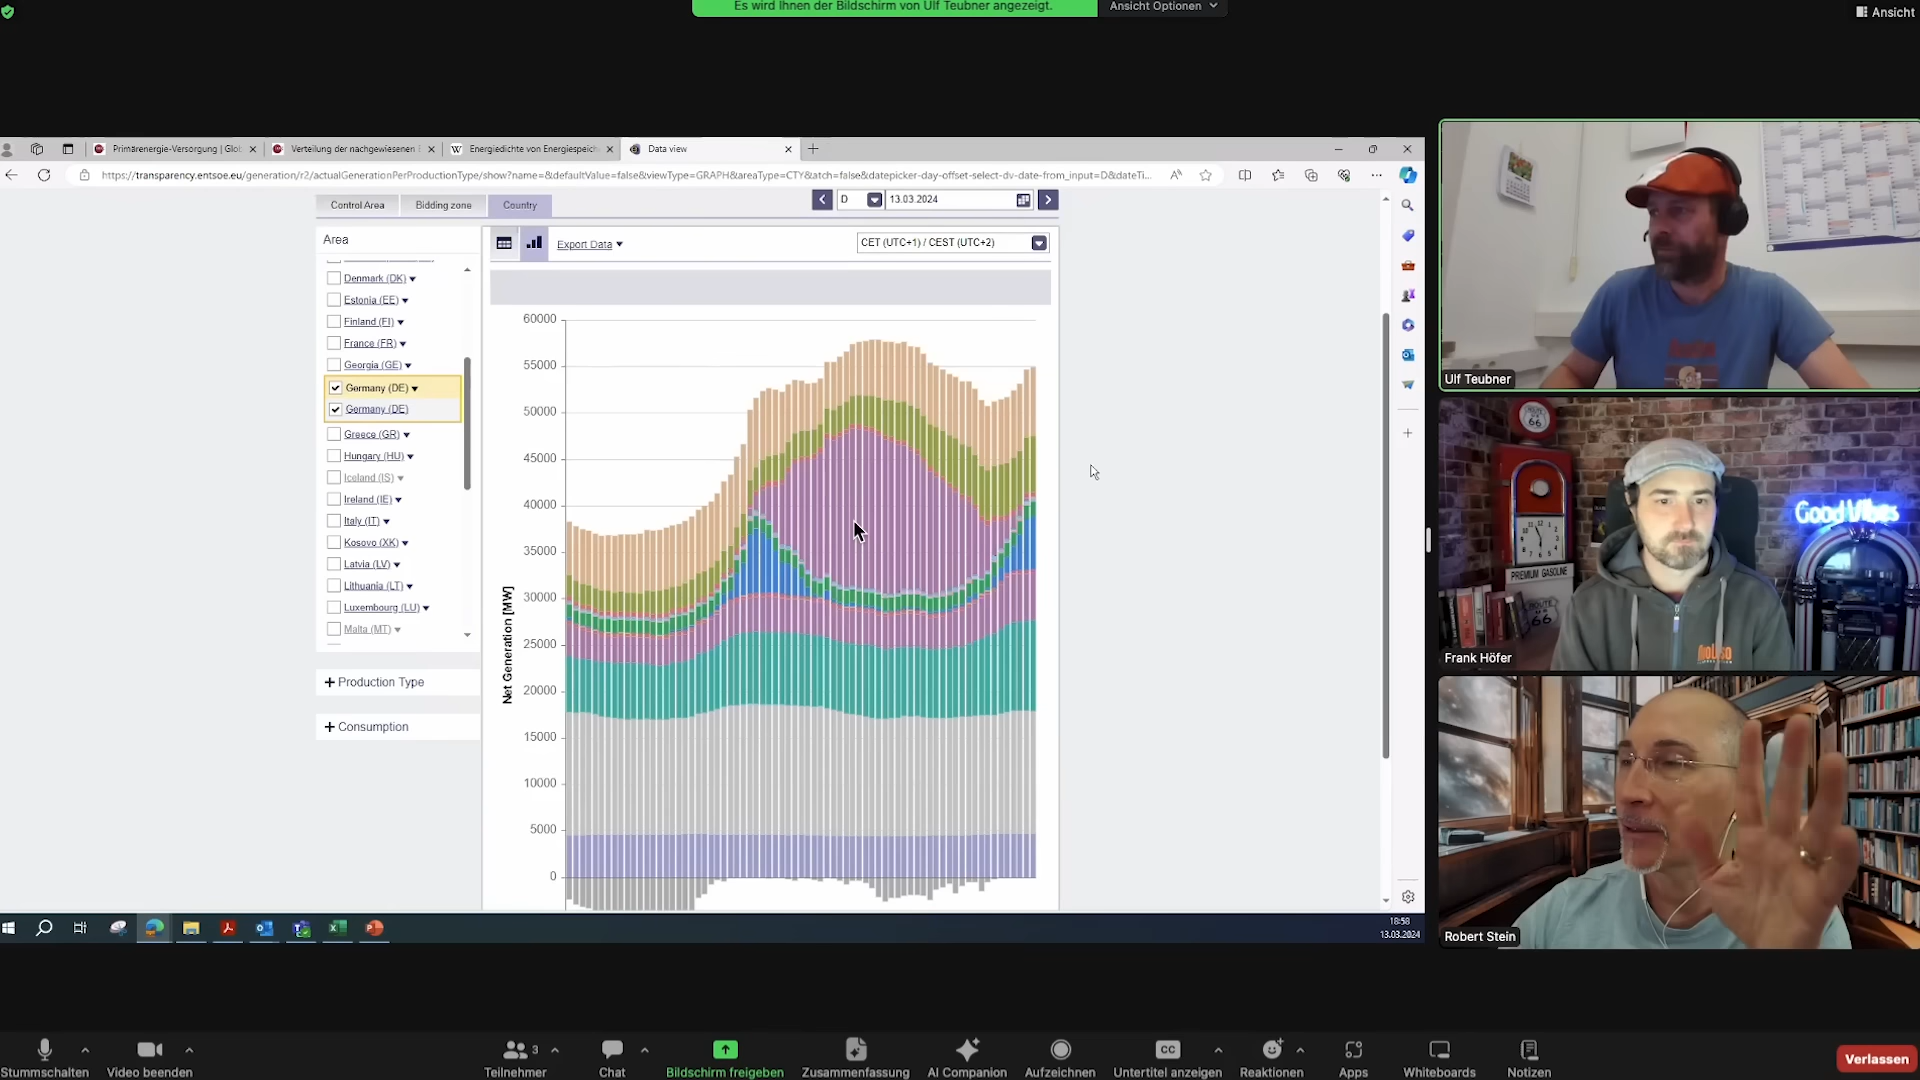 Es wird Ihnen der Bildschirm von Ulf Teubner angezeigt.
Ansicht Optionen
Ansicht
Primärenergie-Versorgung | Glob
Verteilung der nachgewiesenen
Energiedichte von Energiespeich
Data view
https://transparency.entsoe.eu/generation/r2/actualGenerationPerProductionType/show?name=&defaultValue=false&viewType=GRAPH&areaType=CTY&atch=false&datepicker-day-offset-select-dv-date-from_input=D&dateTi...
Control Area
Bidding zone
Country
D
13.03.2024
Area
Export Data
CET (UTC+1) / CEST (UTC+2)
Denmark (DK)
Estonia (EE)
Finland (FI)
France (FR)
Georgia (GE)
Germany (DE)
Germany (DE)
Greece (GR)
Hungary (HU)
Iceland (IS)
Ireland (IE)
Italy (IT)
Kosovo (XK)
Latvia (LV)
Lithuania (LT)
Luxembourg (LU)
Malta (MT)
+ Production Type
+ Consumption
Net Generation [MW]
60000
55000
50000
45000
40000
35000
30000
25000
20000
15000
10000
5000
0
18:58
13.03.2024
Ulf Teubner
ROUTE
66
PREMIUM GASOLINE
ROUTE
66
Good Vibes
Frank Höfer
Robert Stein
Stummschalten
Video beenden
3
Teilnehmer
Chat
Bildschirm freigeben
Zusammenfassung
AI Companion
Aufzeichnen
CC
Untertitel anzeigen
Reaktionen
Apps
Whiteboards
Notizen
Verlassen